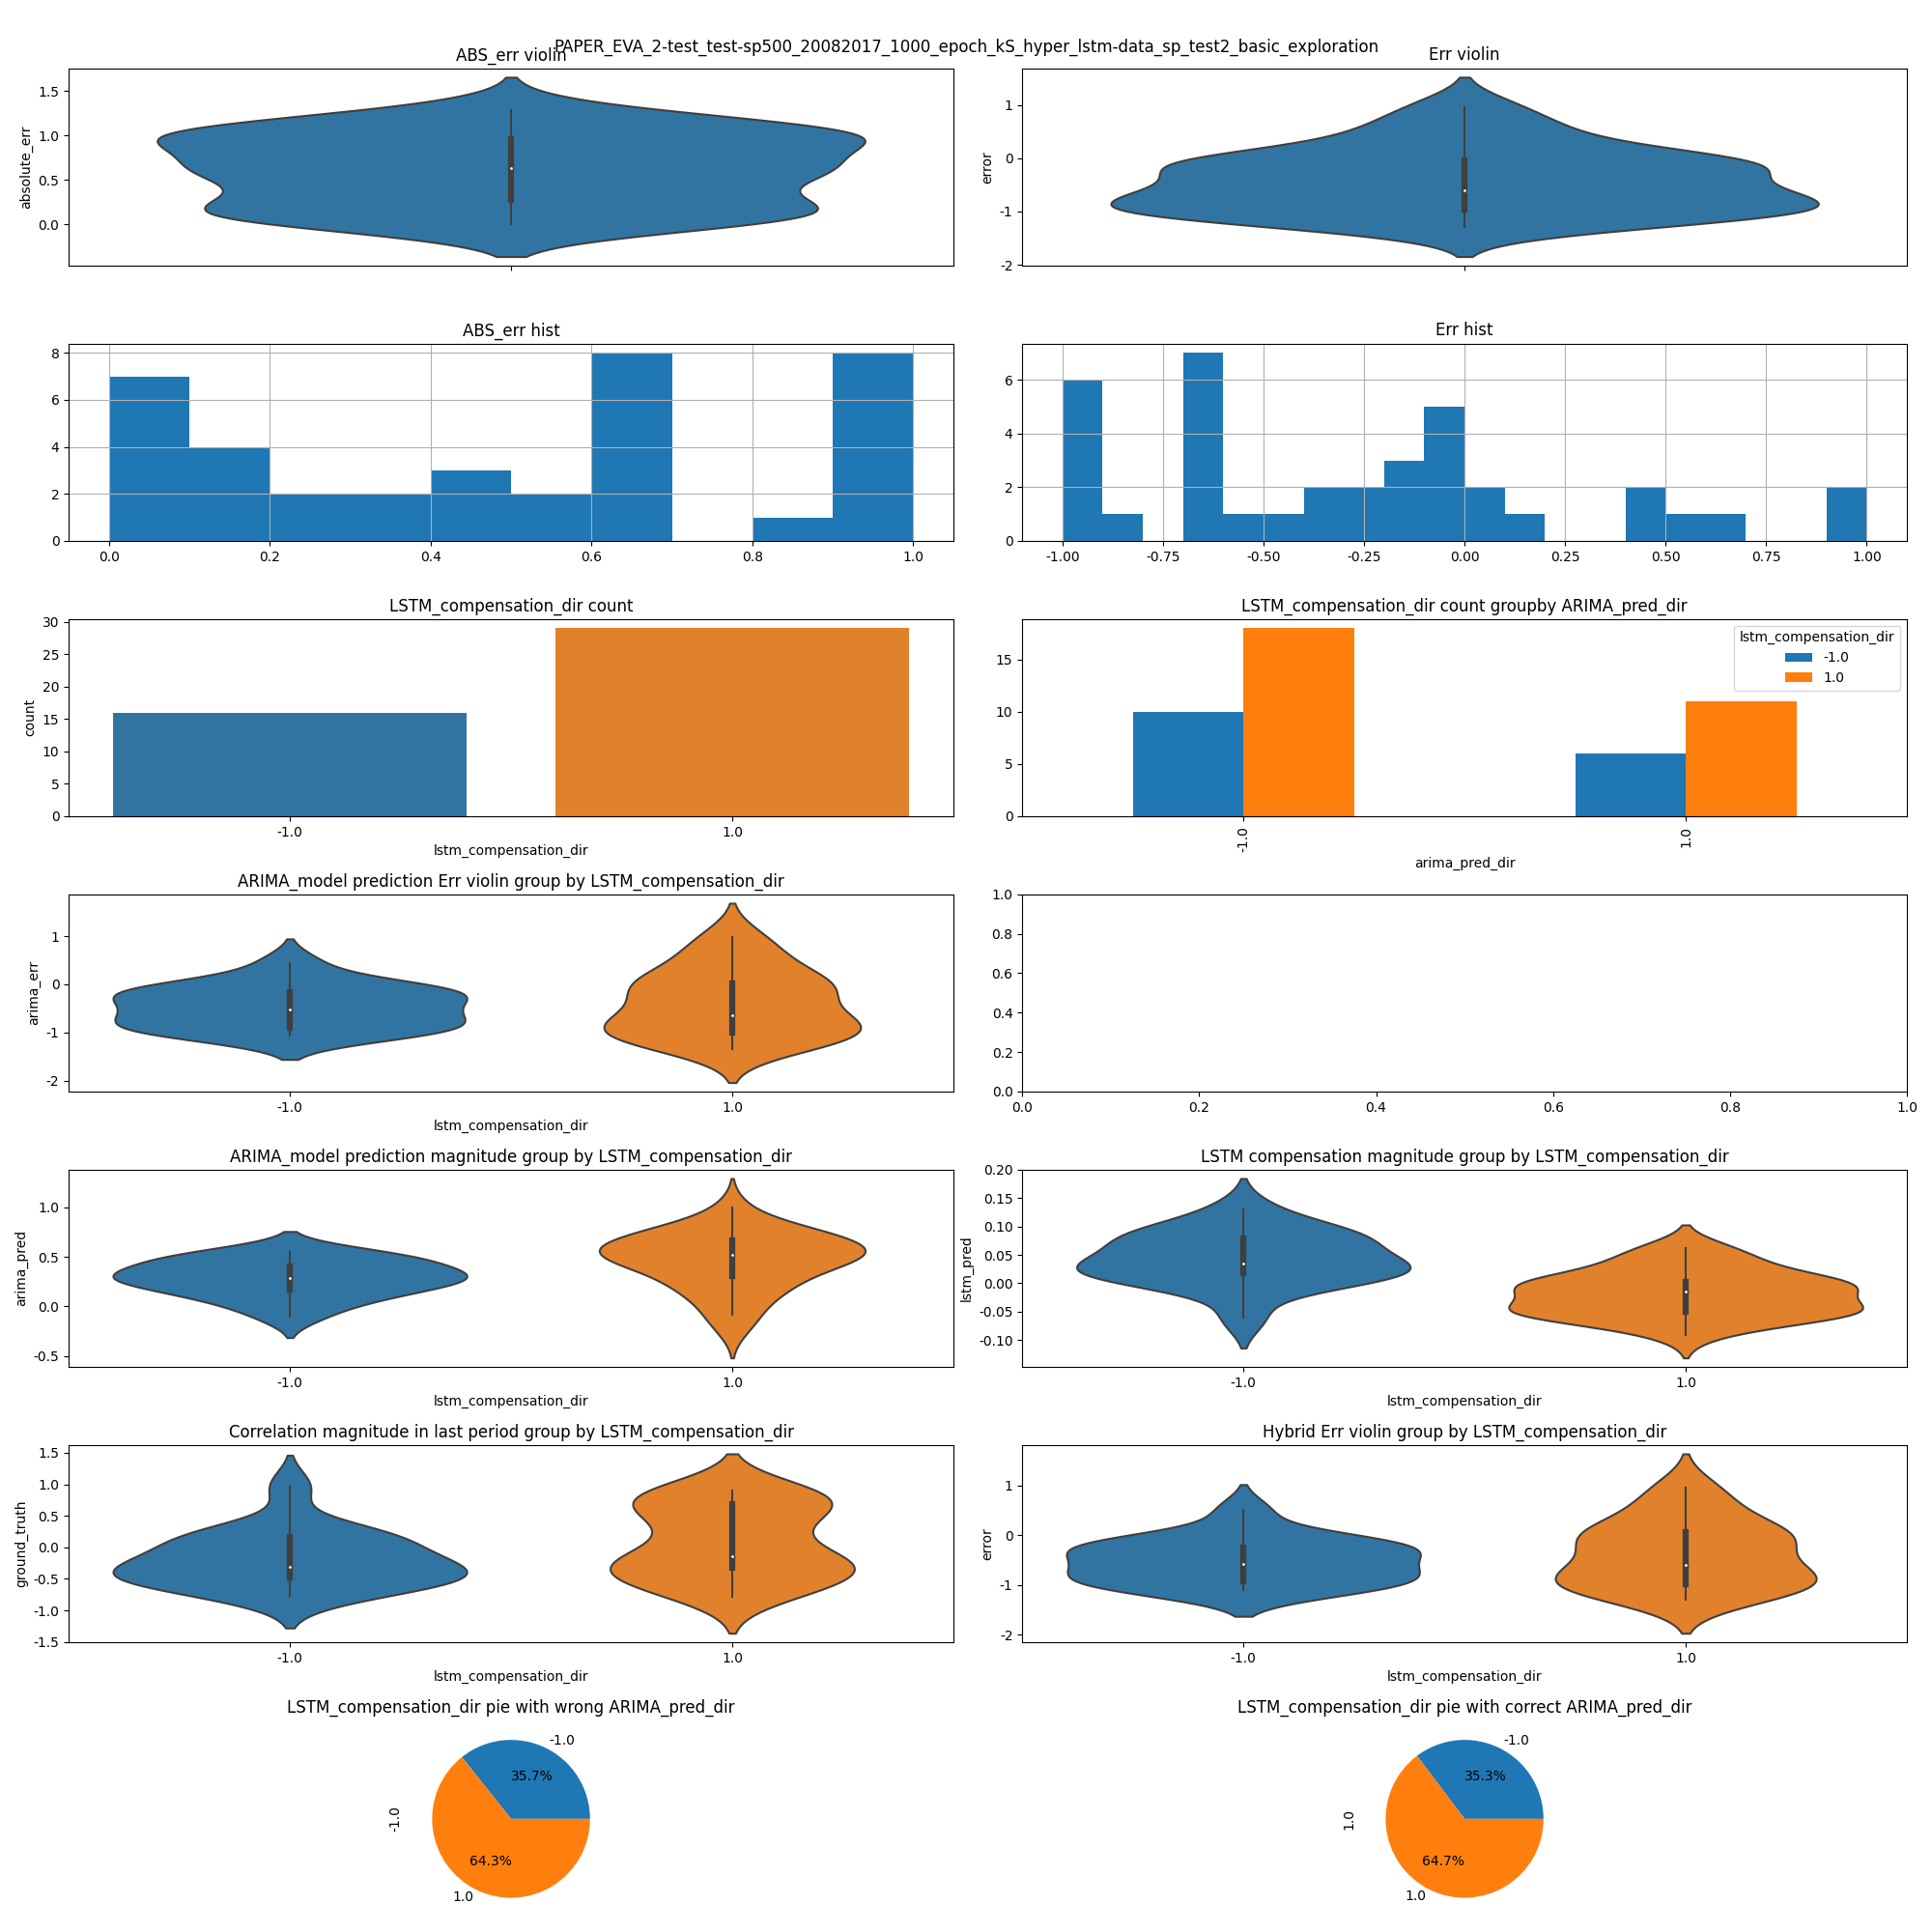 PAPER_EVA_2-test_test-sp500_20082017_1000_epoch_kS_hyper_lstm-data_sp_test2_basic_exploration
ABS_err violin
absolute_err
1.5
1.0
0.5
0.0
Err violin
error
1
0
-1
-2
ABS_err hist
8
6
4
2
0
0.0 0.2 0.4 0.6 0.8 1.0
Err hist
6
4
2
0
-1.00 -0.75 -0.50 -0.25 0.00 0.25 0.50 0.75 1.00
LSTM_compensation_dir count
count
30
25
20
15
10
5
0
-1.0 1.0
lstm_compensation_dir
LSTM_compensation_dir count groupby ARIMA_pred_dir
lstm_compensation_dir
-1.0
1.0
15
10
5
0
-1.0 1.0
arima_pred_dir
ARIMA_model prediction Err violin group by LSTM_compensation_dir
arima_err
1
0
-1
-2
-1.0 1.0
lstm_compensation_dir
1.0
0.8
0.6
0.4
0.2
0.0
0.0 0.2 0.4 0.6 0.8 1.0
ARIMA_model prediction magnitude group by LSTM_compensation_dir
arima_pred
1.0
0.5
0.0
-0.5
-1.0 1.0
lstm_compensation_dir
LSTM compensation magnitude group by LSTM_compensation_dir
lstm_pred
0.20
0.15
0.10
0.05
0.00
-0.05
-0.10
-1.0 1.0
lstm_compensation_dir
Correlation magnitude in last period group by LSTM_compensation_dir
ground_truth
1.5
1.0
0.5
0.0
-0.5
-1.0
-1.5
-1.0 1.0
lstm_compensation_dir
Hybrid Err violin group by LSTM_compensation_dir
error
1
0
-1
-2
-1.0 1.0
lstm_compensation_dir
LSTM_compensation_dir pie with wrong ARIMA_pred_dir
-1.0
-1.0
35.7%
64.3%
1.0
LSTM_compensation_dir pie with correct ARIMA_pred_dir
1.0
-1.0
35.3%
64.7%
1.0